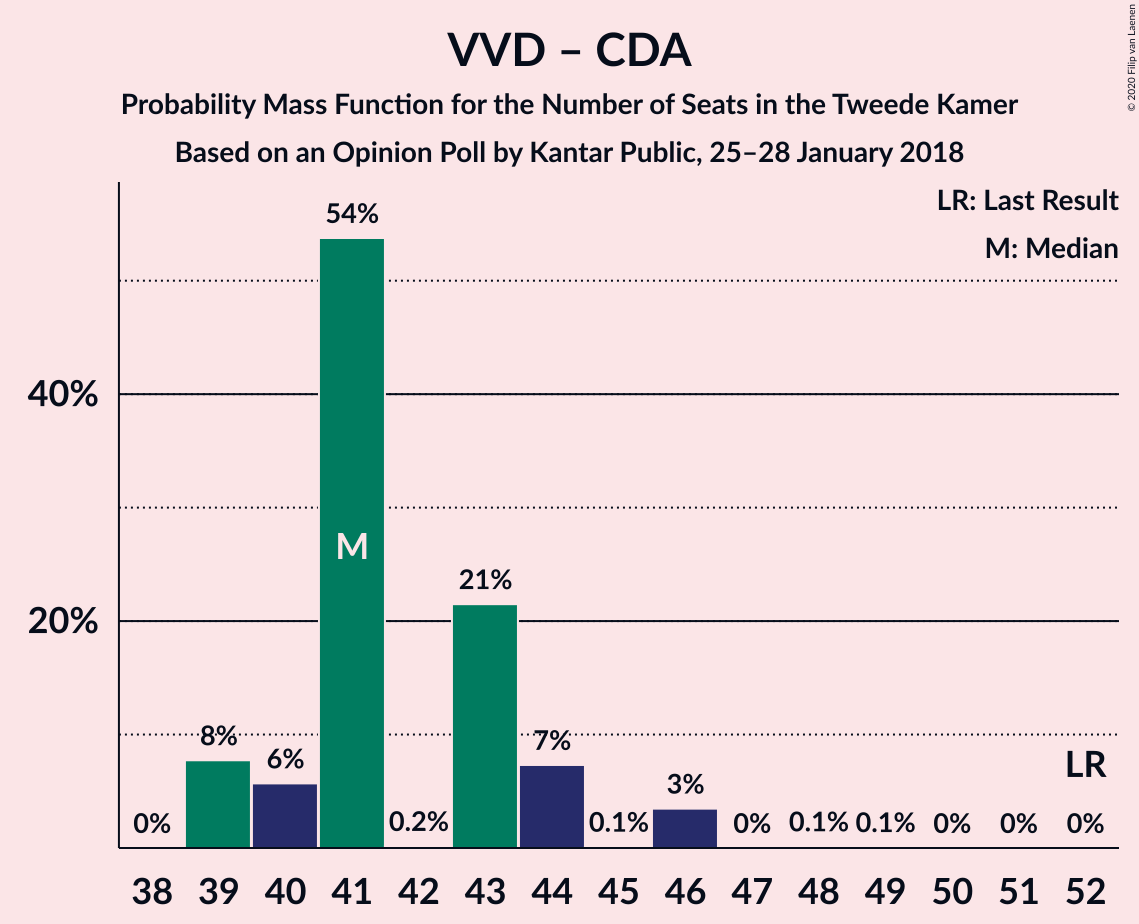 VVD – CDA
Probability Mass Function for the Number of Seats in the Tweede Kamer
Based on an Opinion Poll by Kantar Public, 25–28 January 2018
© 2020 Filip van Laenen
LR: Last Result
M: Median
54%
40%
M
21%
20%
8%
6%
7%
3%
LR
0%
0.2%
0.1%
0%
0.1%
0.1%
0%
0%
0%
38 39 40 41 42 43 44 45 46 47 48 49 50 51 52